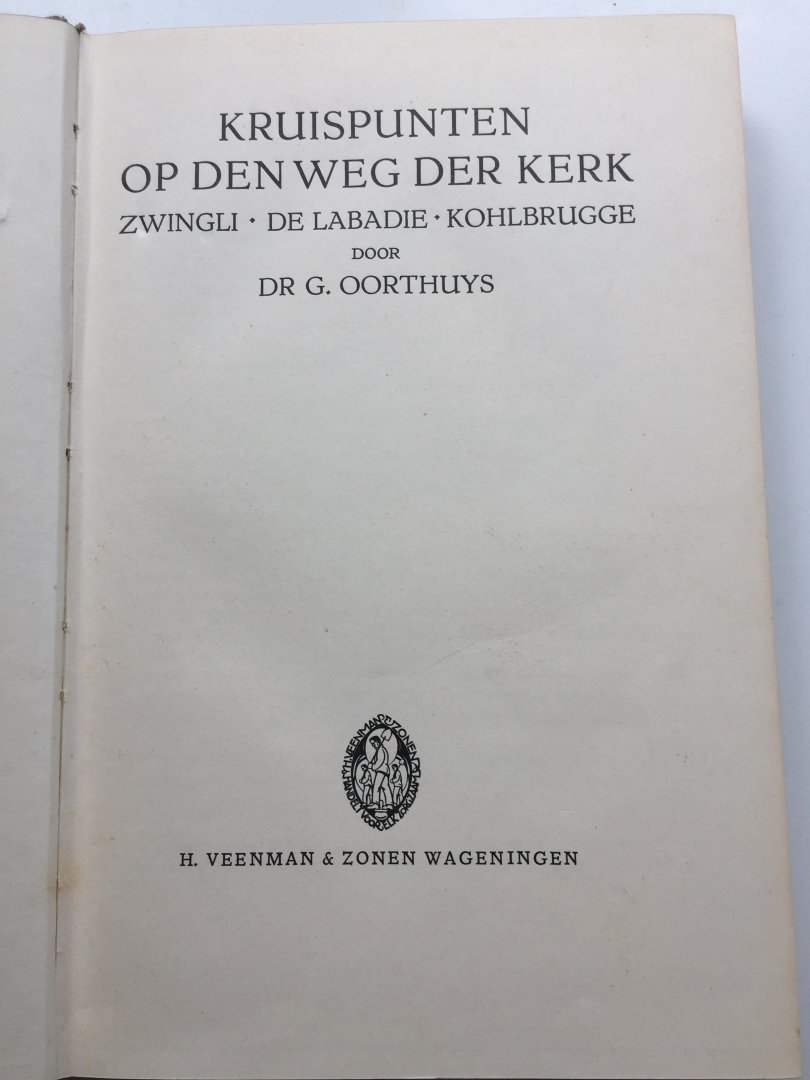 KRUISPUNTEN
OP DEN WEG DER KERK
ZWINGLI • DE LABADIE • KOHLBRUGGE
DOOR
DR G. OORTHUYS
H. VEENMAN & ZONEN WAGENINGEN